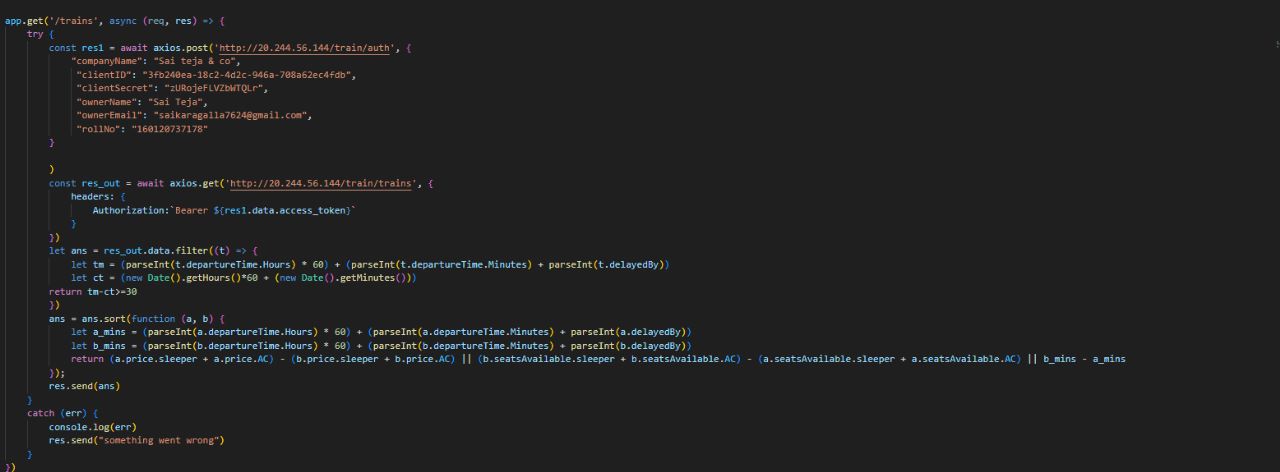 app.get('/trains', async (req, res) => {
try {
const res1 = await axios.post('http://20.244.56.144/train/auth', {
"companyName": "Sai teja & co",
"clientID": "3fb240ea-18c2-4d2c-946a-708a62ec4fdb",
"clientSecret": "zURojeFLVZbWTQLr",
"ownerName": "Sai Teja",
"ownerEmail": "saikaragalla7624@gmail.com",
"rollNo": "160120737178"
}
)
const res_out = await axios.get('http://20.244.56.144/train/trains', {
headers: {
Authorization:`Bearer ${res1.data.access_token}`
}
})
let ans = res_out.data.filter((t) => {
let tm = (parseInt(t.departureTime.Hours) * 60) + (parseInt(t.departureTime.Minutes) + parseInt(t.delayedBy))
let ct = (new Date().getHours()*60 + (new Date().getMinutes()))
return tm-ct>=30
})
ans = ans.sort(function (a, b) {
let a_mins = (parseInt(a.departureTime.Hours) * 60) + (parseInt(a.departureTime.Minutes) + parseInt(a.delayedBy))
let b_mins = (parseInt(b.departureTime.Hours) * 60) + (parseInt(b.departureTime.Minutes) + parseInt(b.delayedBy))
return (a.price.sleeper + a.price.AC) - (b.price.sleeper + b.price.AC) || (b.seatsAvailable.sleeper + b.seatsAvailable.AC) - (a.seatsAvailable.sleeper + a.seatsAvailable.AC) || b_mins - a_mins
});
res.send(ans)
}
catch (err) {
console.log(err)
res.send("something went wrong")
}
})